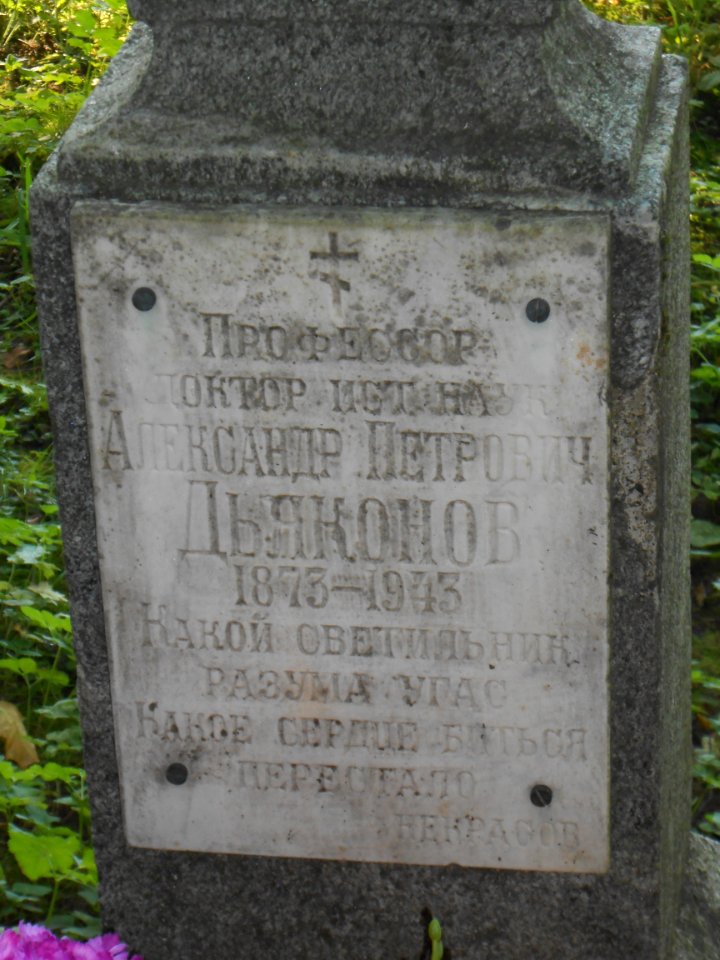 Профессор
доктор ист наук
Александр Петрович
Дьяконов
1873–1943
Какой светильник
разума угас
Какое сердце биться
перестало
Некрасов